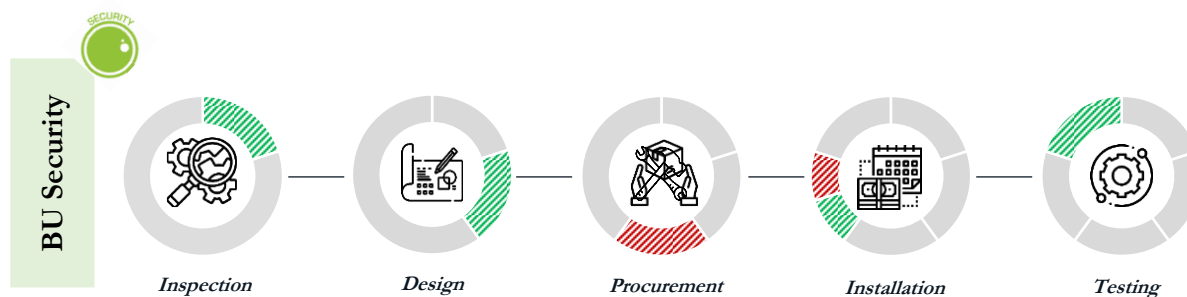 SECURITY
BU Security
Inspection
Design
Procurement
Installation
Testing